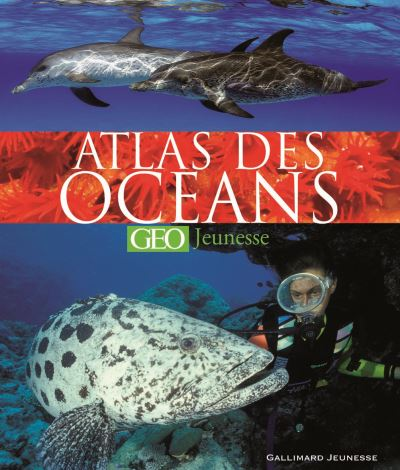 ATLAS DES
OCEANS
GEO Jeunesse
GALLIMARD JEUNESSE